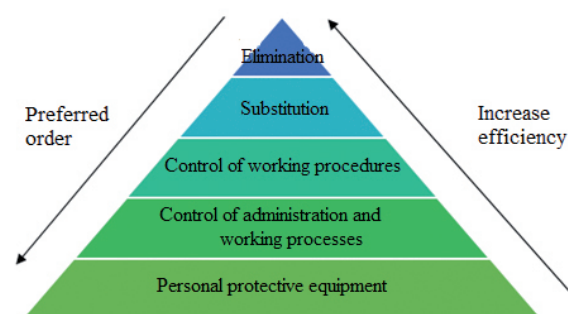 Elimination
Preferred
order
Substitution
Increase
efficiency
Control of working procedures
Control of administration and
working processes
Personal protective equipment